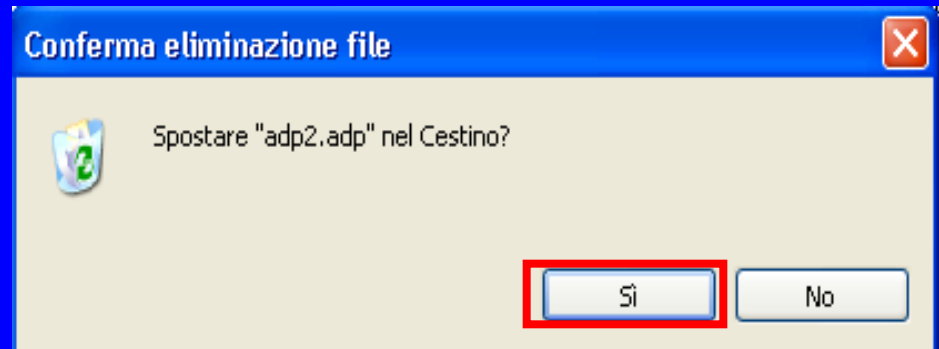 Conferma eliminazione file
Spostare "adp2.adp" nel Cestino?
Sì
No